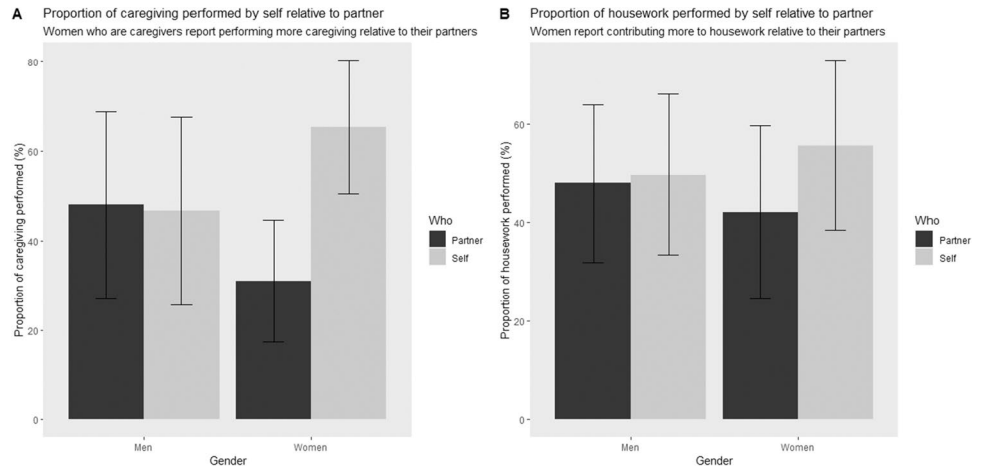 A Proportion of caregiving performed by self relative to partner
Women who are caregivers report performing more caregiving relative to their partners
Proportion of caregiving performed (%)
80
60
40
20
0
Men
Women
Gender
Who
Partner
Self
B Proportion of housework performed by self relative to partner
Women report contributing more to housework relative to their partners
Proportion of housework performed (%)
60
40
20
0
Men
Women
Gender
Who
Partner
Self